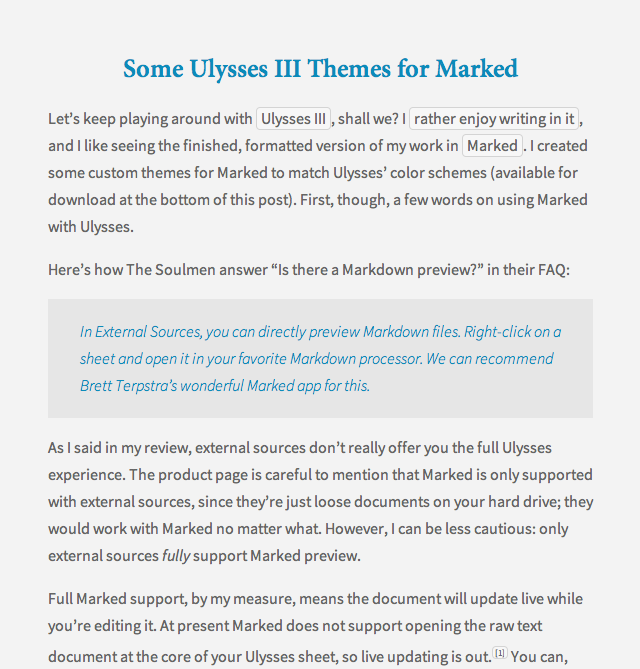 Some Ulysses III Themes for Marked
Let’s keep playing around with Ulysses III, shall we? I rather enjoy writing in it,
and I like seeing the finished, formatted version of my work in Marked. I created
some custom themes for Marked to match Ulysses’ color schemes (available for
download at the bottom of this post). First, though, a few words on using Marked
with Ulysses.
Here’s how The Soulmen answer “Is there a Markdown preview?” in their FAQ:
In External Sources, you can directly preview Markdown files. Right-click on a
sheet and open it in your favorite Markdown processor. We can recommend
Brett Terpstra’s wonderful Marked app for this.
As I said in my review, external sources don’t really offer you the full Ulysses
experience. The product page is careful to mention that Marked is only supported
with external sources, since they’re just loose documents on your hard drive; they
would work with Marked no matter what. However, I can be less cautious: only
external sources fully support Marked preview.
Full Marked support, by my measure, means the document will update live while
you’re editing it. At present Marked does not support opening the raw text
document at the core of your Ulysses sheet, so live updating is out.[1] You can,